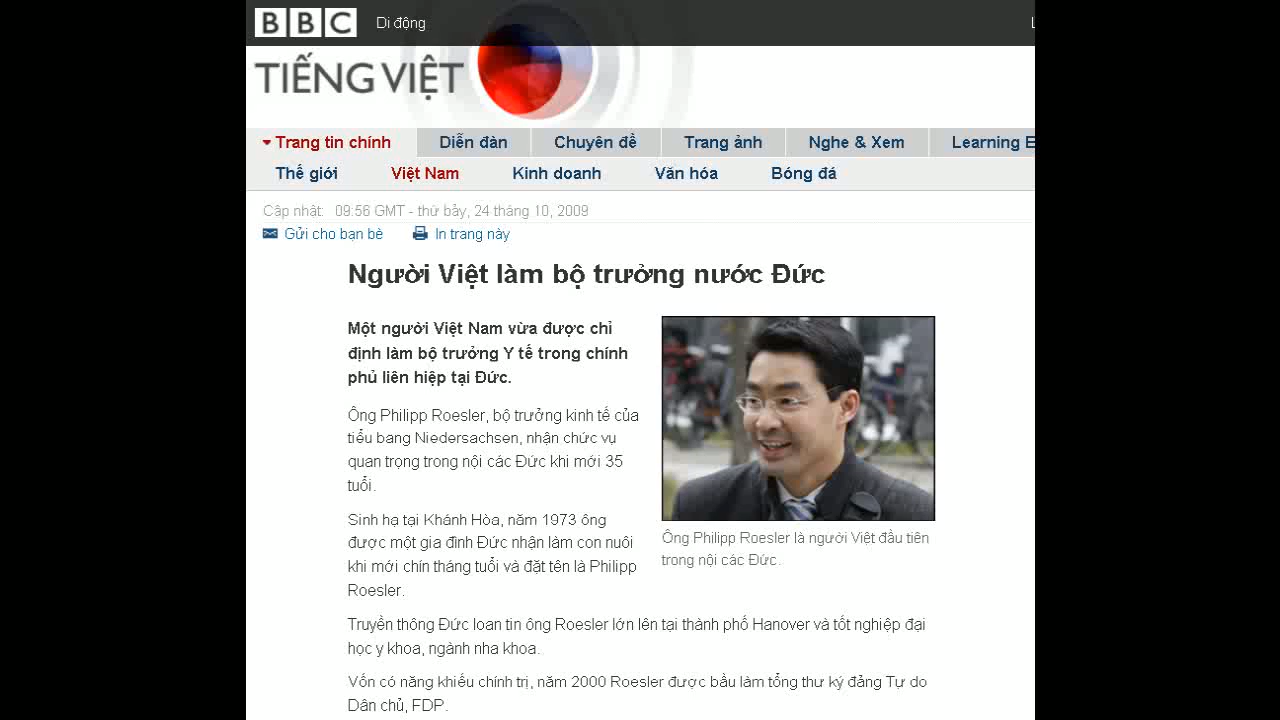 BBC Di động L
TIẾNG VIỆT
Trang tin chính Diễn đàn Chuyên đề Trang ảnh Nghe & Xem Learning E
Thế giới Việt Nam Kinh doanh Văn hóa Bóng đá
Cập nhật: 09:56 GMT - thứ bảy, 24 tháng 10, 2009
Gửi cho bạn bè In trang này
Người Việt làm bộ trưởng nước Đức
Một người Việt Nam vừa được chỉ
định làm bộ trưởng Y tế trong chính
phủ liên hiệp tại Đức.
Ông Philipp Roesler, bộ trưởng kinh tế của
tiểu bang Niedersachsen, nhận chức vụ
quan trọng trong nội các Đức khi mới 35
tuổi.
Sinh hạ tại Khánh Hòa, năm 1973 ông
được một gia đình Đức nhận làm con nuôi
khi mới chín tháng tuổi và đặt tên là Philipp
Roesler.
Ông Philipp Roesler là người Việt đầu tiên
trong nội các Đức.
Truyền thông Đức loan tin ông Roesler lớn lên tại thành phố Hanover và tốt nghiệp đại
học y khoa, ngành nha khoa.
Vốn có năng khiếu chính trị, năm 2000 Roesler được bầu làm tổng thư ký đảng Tự do
Dân chủ, FDP.